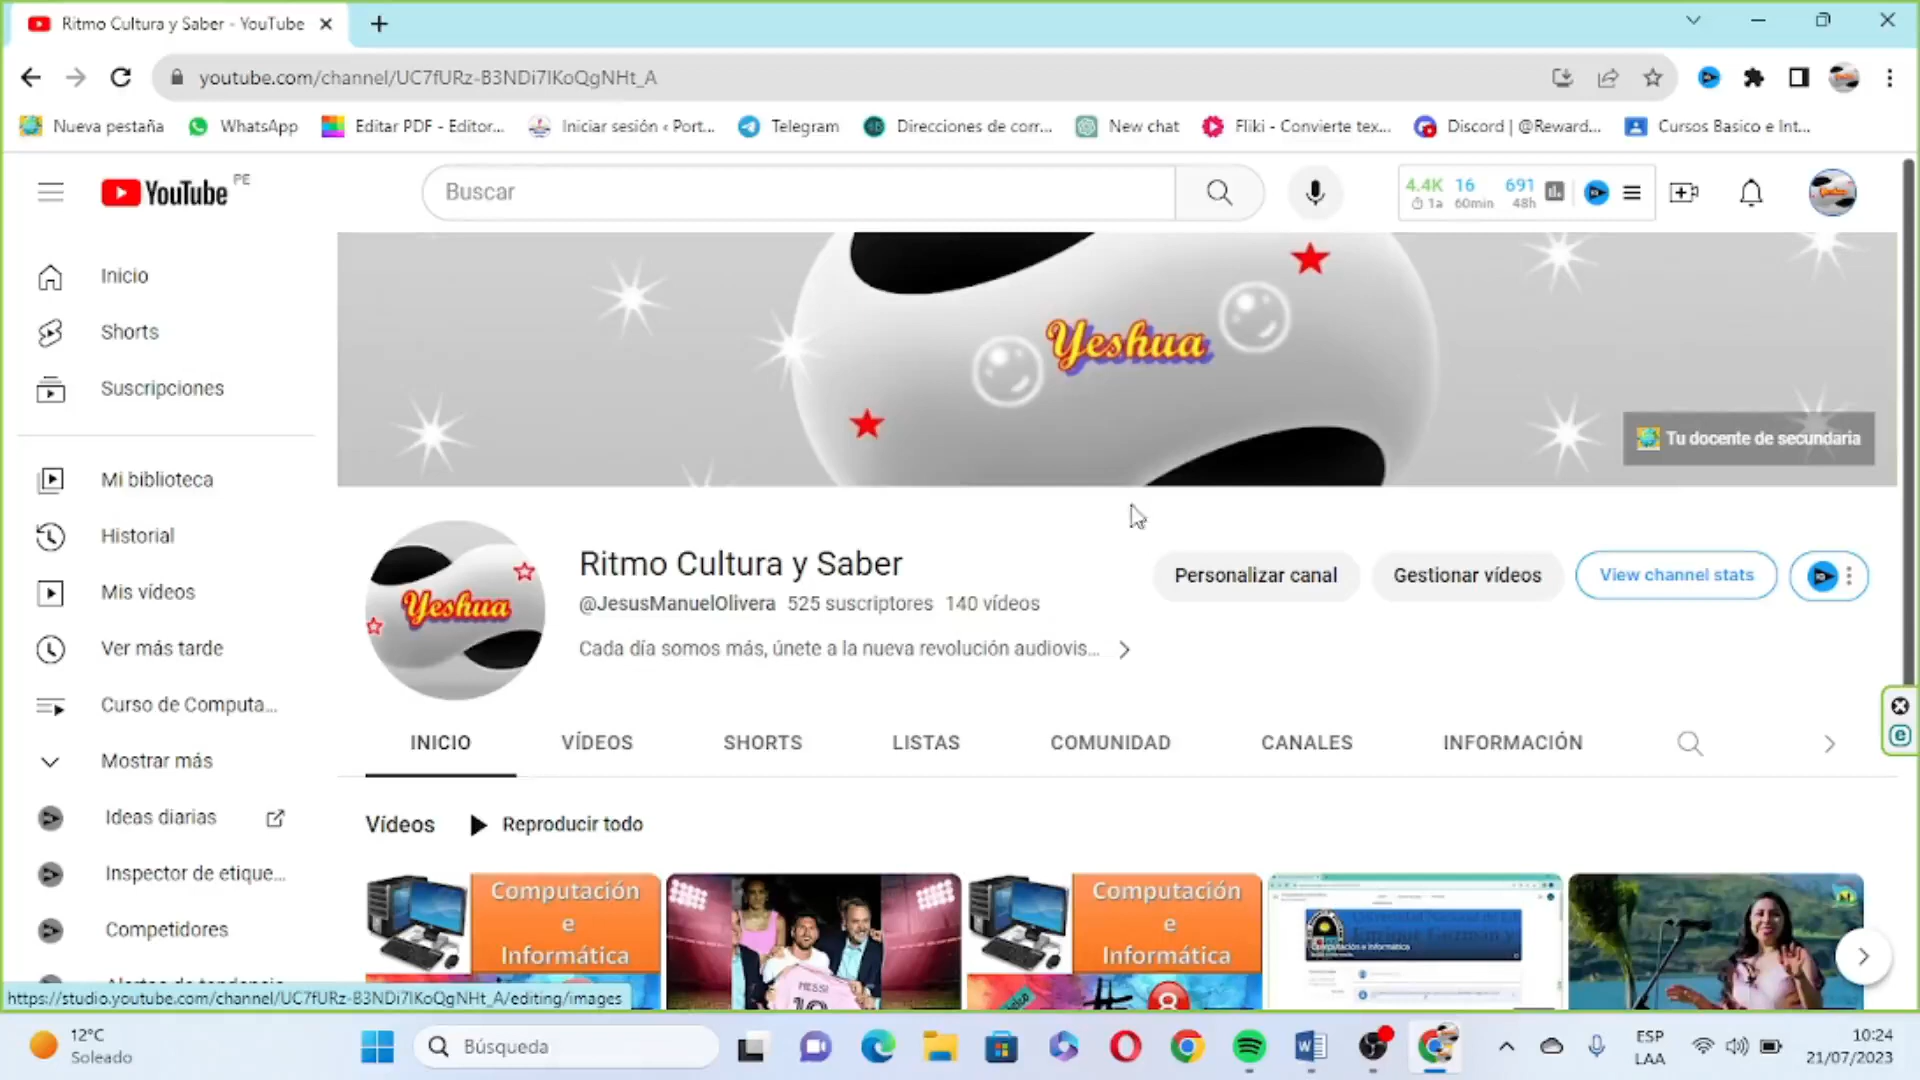 Ritmo Cultura y Saber - YouTube
youtube.com/channel/UC7fURz-B3NDi7IKoQgNHt_A
Nueva pestaña
WhatsApp
Editar PDF - Editor...
Iniciar sesión ‹ Port...
Telegram
Direcciones de corr...
New chat
Fliki - Convierte tex...
Discord | @Reward...
Cursos Basico e Int...
YouTube PE
Buscar
4.4K 16 691
1a 60min 48h
Inicio
Shorts
Suscripciones
Mi biblioteca
Historial
Mis vídeos
Ver más tarde
Curso de Computa...
Mostrar más
Ideas diarias
Inspector de etique...
Competidores
Yeshua
Tu docente de secundaria
Yeshua
Ritmo Cultura y Saber
@JesusManuelOlivera 525 suscriptores 140 vídeos
Cada día somos más, únete a la nueva revolución audiovis...
Personalizar canal
Gestionar vídeos
View channel stats
INICIO
VÍDEOS
SHORTS
LISTAS
COMUNIDAD
CANALES
INFORMACIÓN
Vídeos
Reproducir todo
Computación
e
Informática
MESSI
10
Computación
e
Informática
8
Computación e Informática
https://studio.youtube.com/channel/UC7fURz-B3NDi7IKoQgNHt_A/editing/images
12°C
Soleado
Búsqueda
ESP
LAA
10:24
21/07/2023